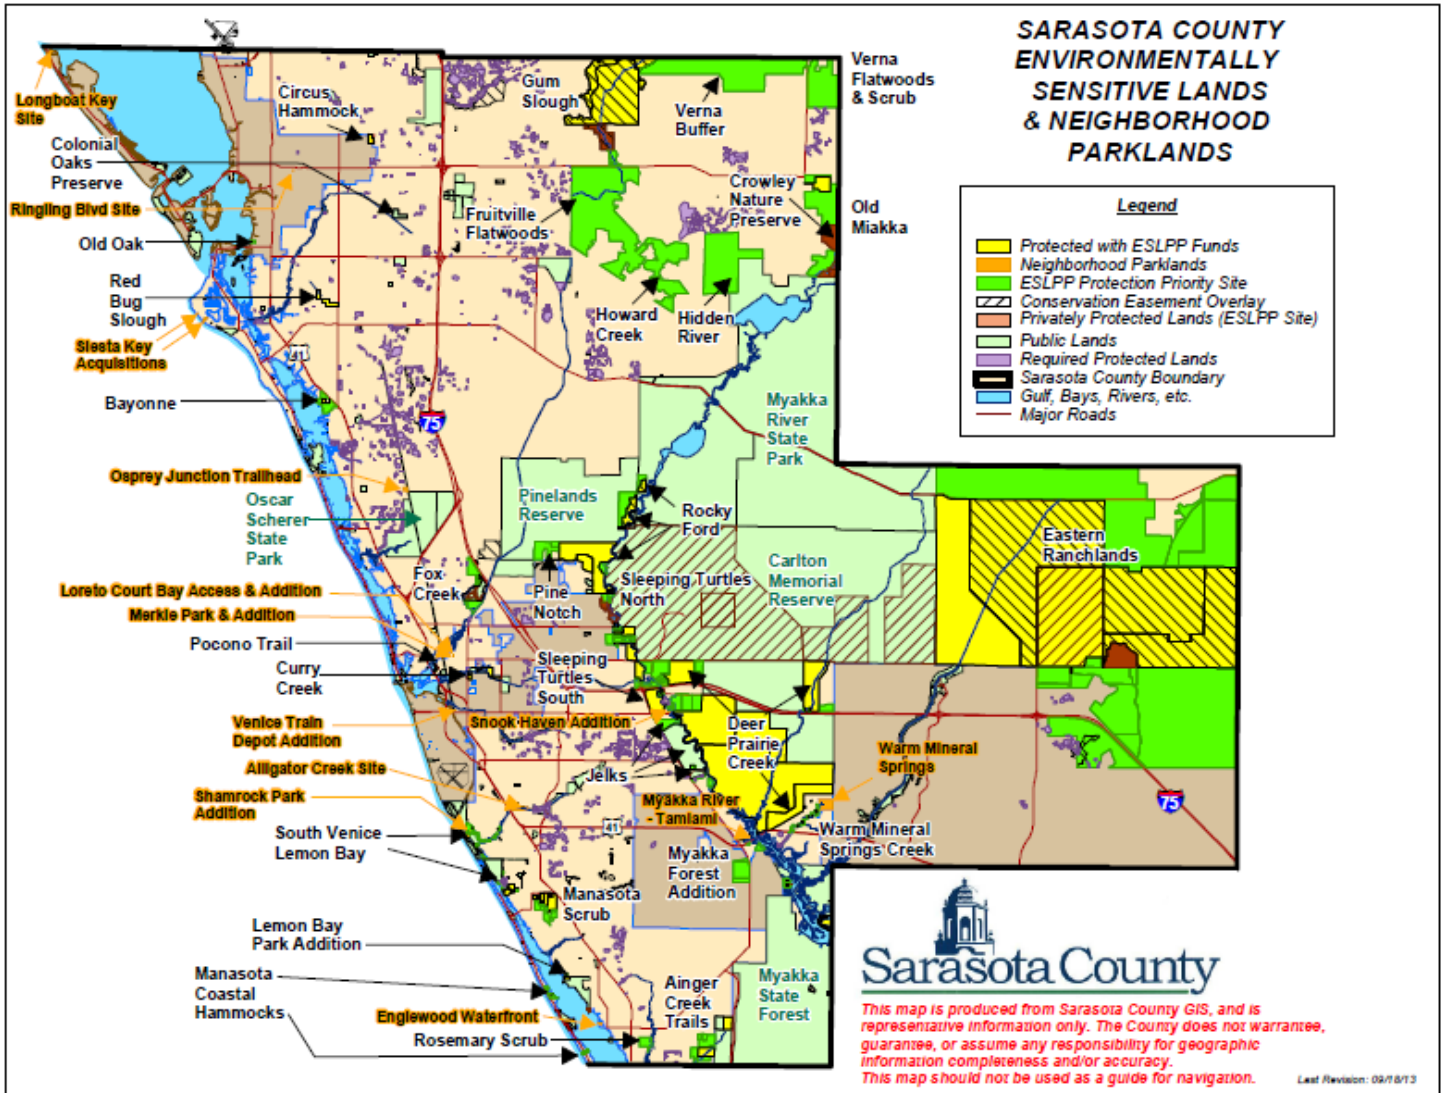 SARASOTA COUNTY
ENVIRONMENTALLY
SENSITIVE LANDS
& NEIGHBORHOOD
PARKLANDS
Legend
Protected with ESLPP Funds
Neighborhood Parklands
ESLPP Protection Priority Site
Conservation Easement Overlay
Privately Protected Lands (ESLPP Site)
Public Lands
Required Protected Lands
Sarasota County Boundary
Gulf, Bays, Rivers, etc.
Major Roads
Longboat Key
Site
Circus
Hammock
Gum
Slough
Verna
Buffer
Verna
Flatwoods
& Scrub
Colonial
Oaks
Preserve
Ringling Blvd Site
Fruitville
Flatwoods
Crowley
Nature
Preserve
Old
Miakka
Old Oak
Red
Bug
Slough
Howard
Creek
Hidden
River
Siesta Key
Acquisitions
41
Bayonne
75
Myakka
River
State
Park
Osprey Junction Trailhead
Oscar
Scherer
State
Park
Pinelands
Reserve
Rocky
Ford
Eastern
Ranchlands
Fox
Creek
Pine
Notch
Sleeping Turtles
North
Carlton
Memorial
Reserve
Loreto Court Bay Access & Addition
Merkle Park & Addition
Pocono Trail
Curry
Creek
Sleeping
Turtles
South
Venice Train
Depot Addition
Snook Haven Addition
Deer
Prairie
Creek
Warm Mineral
Springs
Alligator Creek Site
Jelks
Shamrock Park
Addition
Myakka River
- Tamiami
75
South Venice
Lemon Bay
41
Warm Mineral
Springs Creek
Myakka
Forest
Addition
Manasota
Scrub
Lemon Bay
Park Addition
Manasota
Coastal
Hammocks
Ainger
Creek
Trails
Myakka
State
Forest
Englewood Waterfront
Rosemary Scrub
Sarasota County
This map is produced from Sarasota County GIS, and is
representative information only. The County does not warrantee,
guarantee, or assume any responsibility for geographic
information completeness and/or accuracy.
This map should not be used as a guide for navigation.
Last Revision: 09/18/13